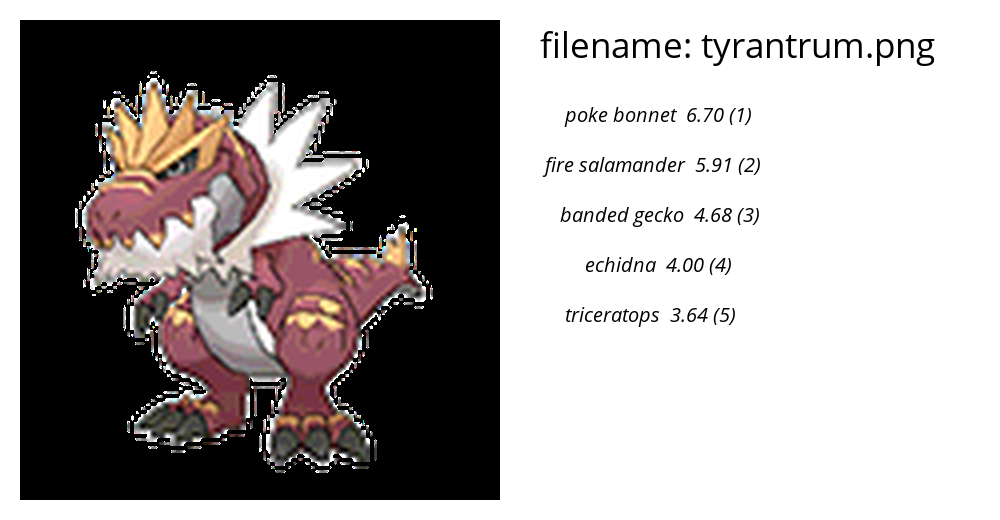 filename: tyrantrum.png
poke bonnet 6.70 (1)
fire salamander 5.91 (2)
banded gecko 4.68 (3)
echidna 4.00 (4)
triceratops 3.64 (5)